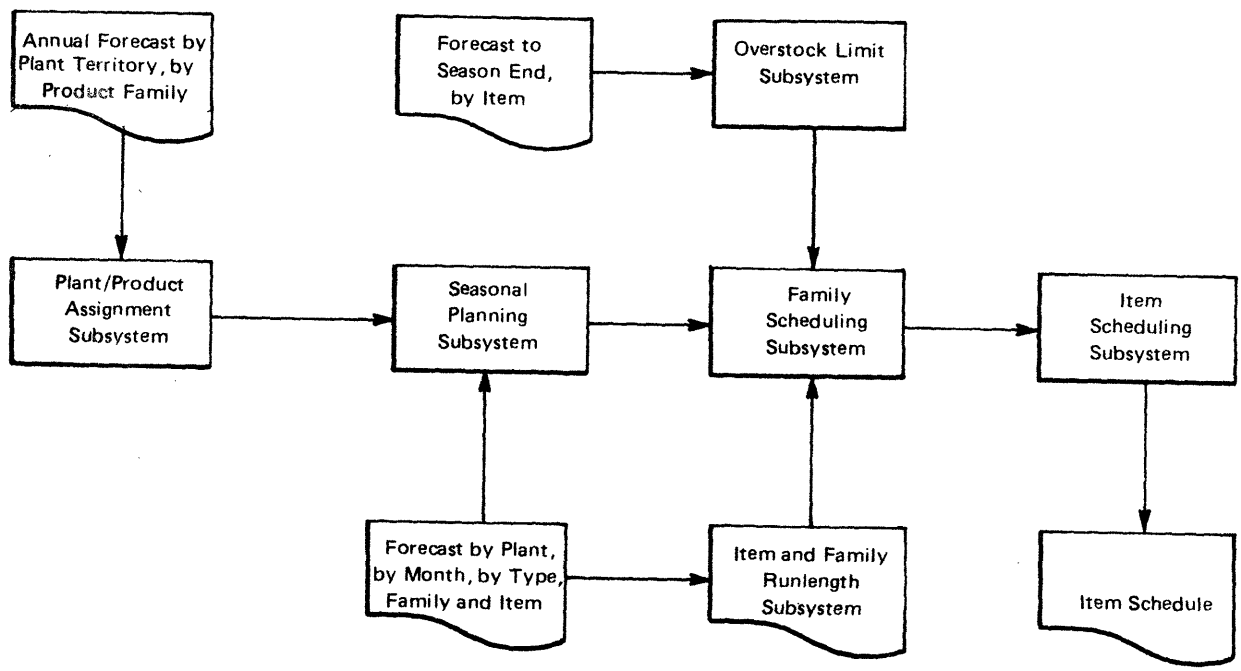 Annual Forecast by
Plant Territory, by
Product Family
Forecast to
Season End,
by Item
Overstock Limit
Subsystem
Plant/Product
Assignment
Subsystem
Seasonal
Planning
Subsystem
Family
Scheduling
Subsystem
Item
Scheduling
Subsystem
Forecast by Plant,
by Month, by Type,
Family and Item
Item and Family
Runlength
Subsystem
Item Schedule